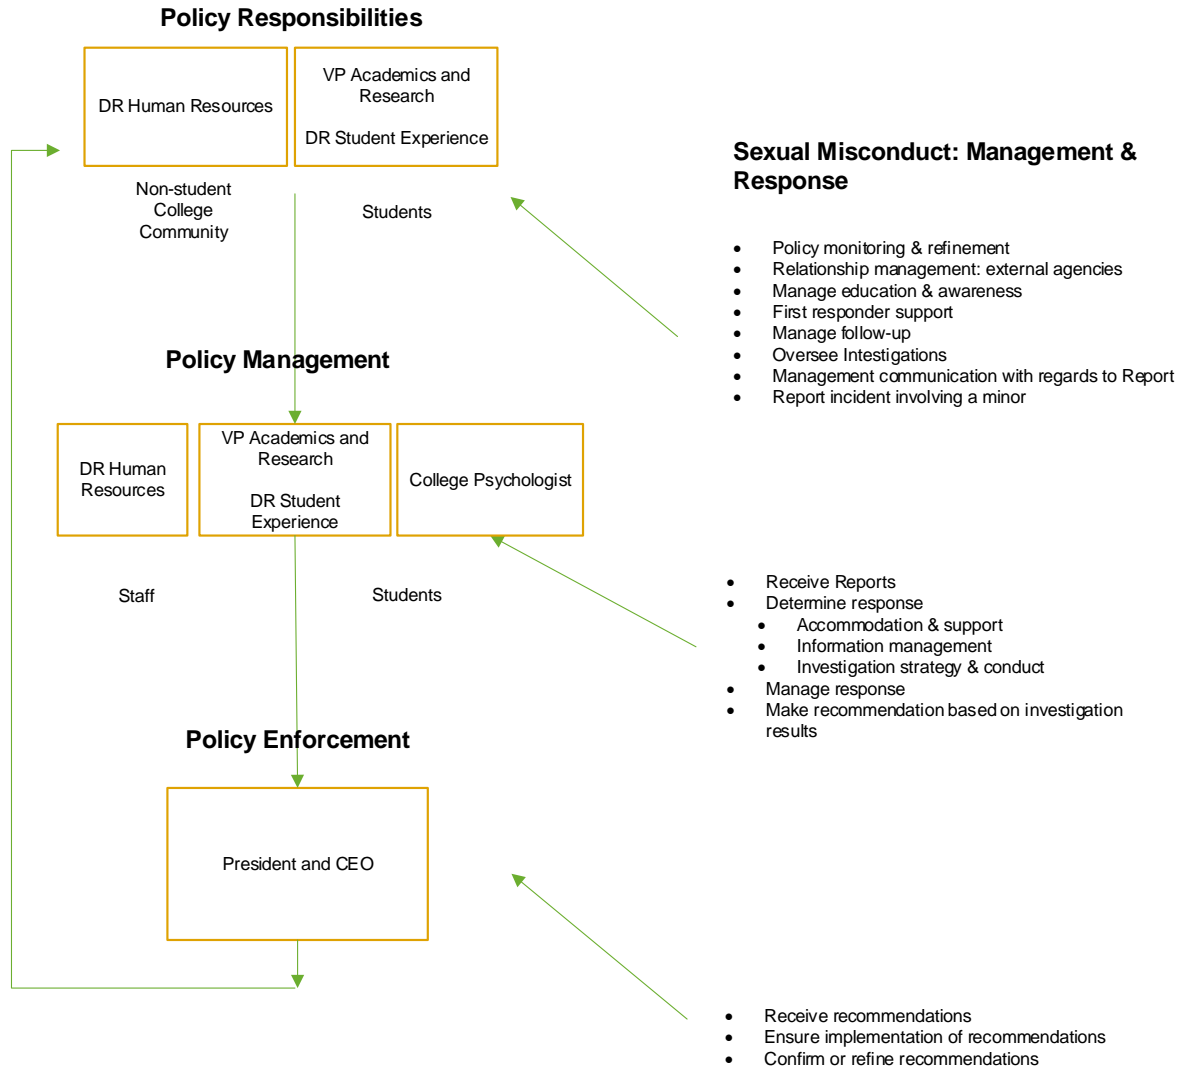 Policy Responsibilities
DR Human Resources
VP Academics and
Research
DR Student Experience
Non-student
College
Community
Students
Sexual Misconduct: Management &
Response
• Policy monitoring & refinement
• Relationship management: external agencies
• Manage education & awareness
• First responder support
• Manage follow-up
• Oversee Intestigations
• Management communication with regards to Report
• Report incident involving a minor
Policy Management
DR Human
Resources
VP Academics and
Research
DR Student
Experience
College Psychologist
Staff
Students
• Receive Reports
• Determine response
• Accommodation & support
• Information management
• Investigation strategy & conduct
• Manage response
• Make recommendation based on investigation
results
Policy Enforcement
President and CEO
• Receive recommendations
• Ensure implementation of recommendations
• Confirm or refine recommendations